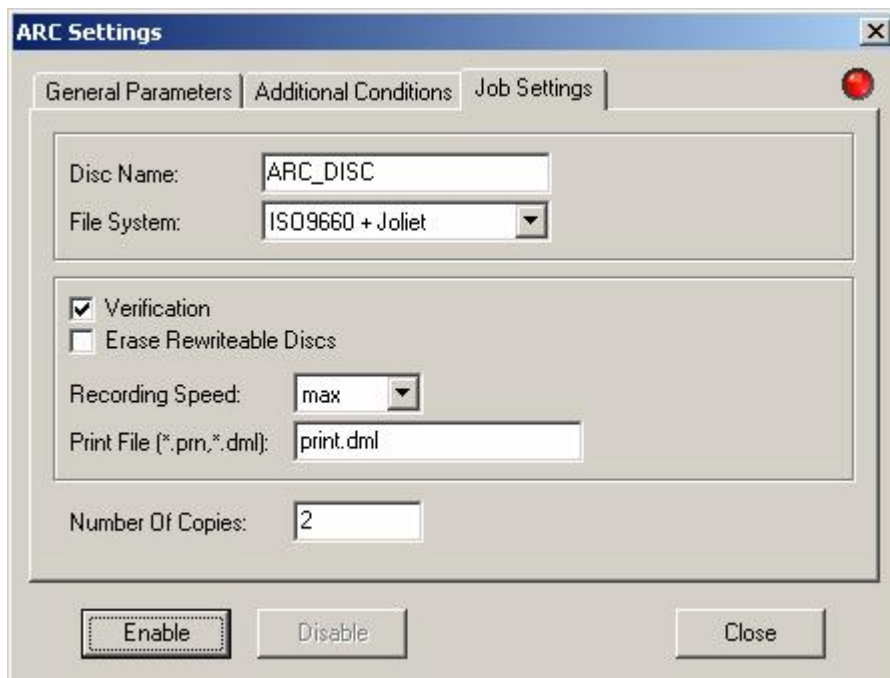 ARC Settings
General Parameters Additional Conditions Job Settings
Disc Name: ARC_DISC
File System: ISO9660 + Joliet
Verification
Erase Rewriteable Discs
Recording Speed: max
Print File (*.prn,*.dml): print.dml
Number Of Copies: 2
Enable Disable Close